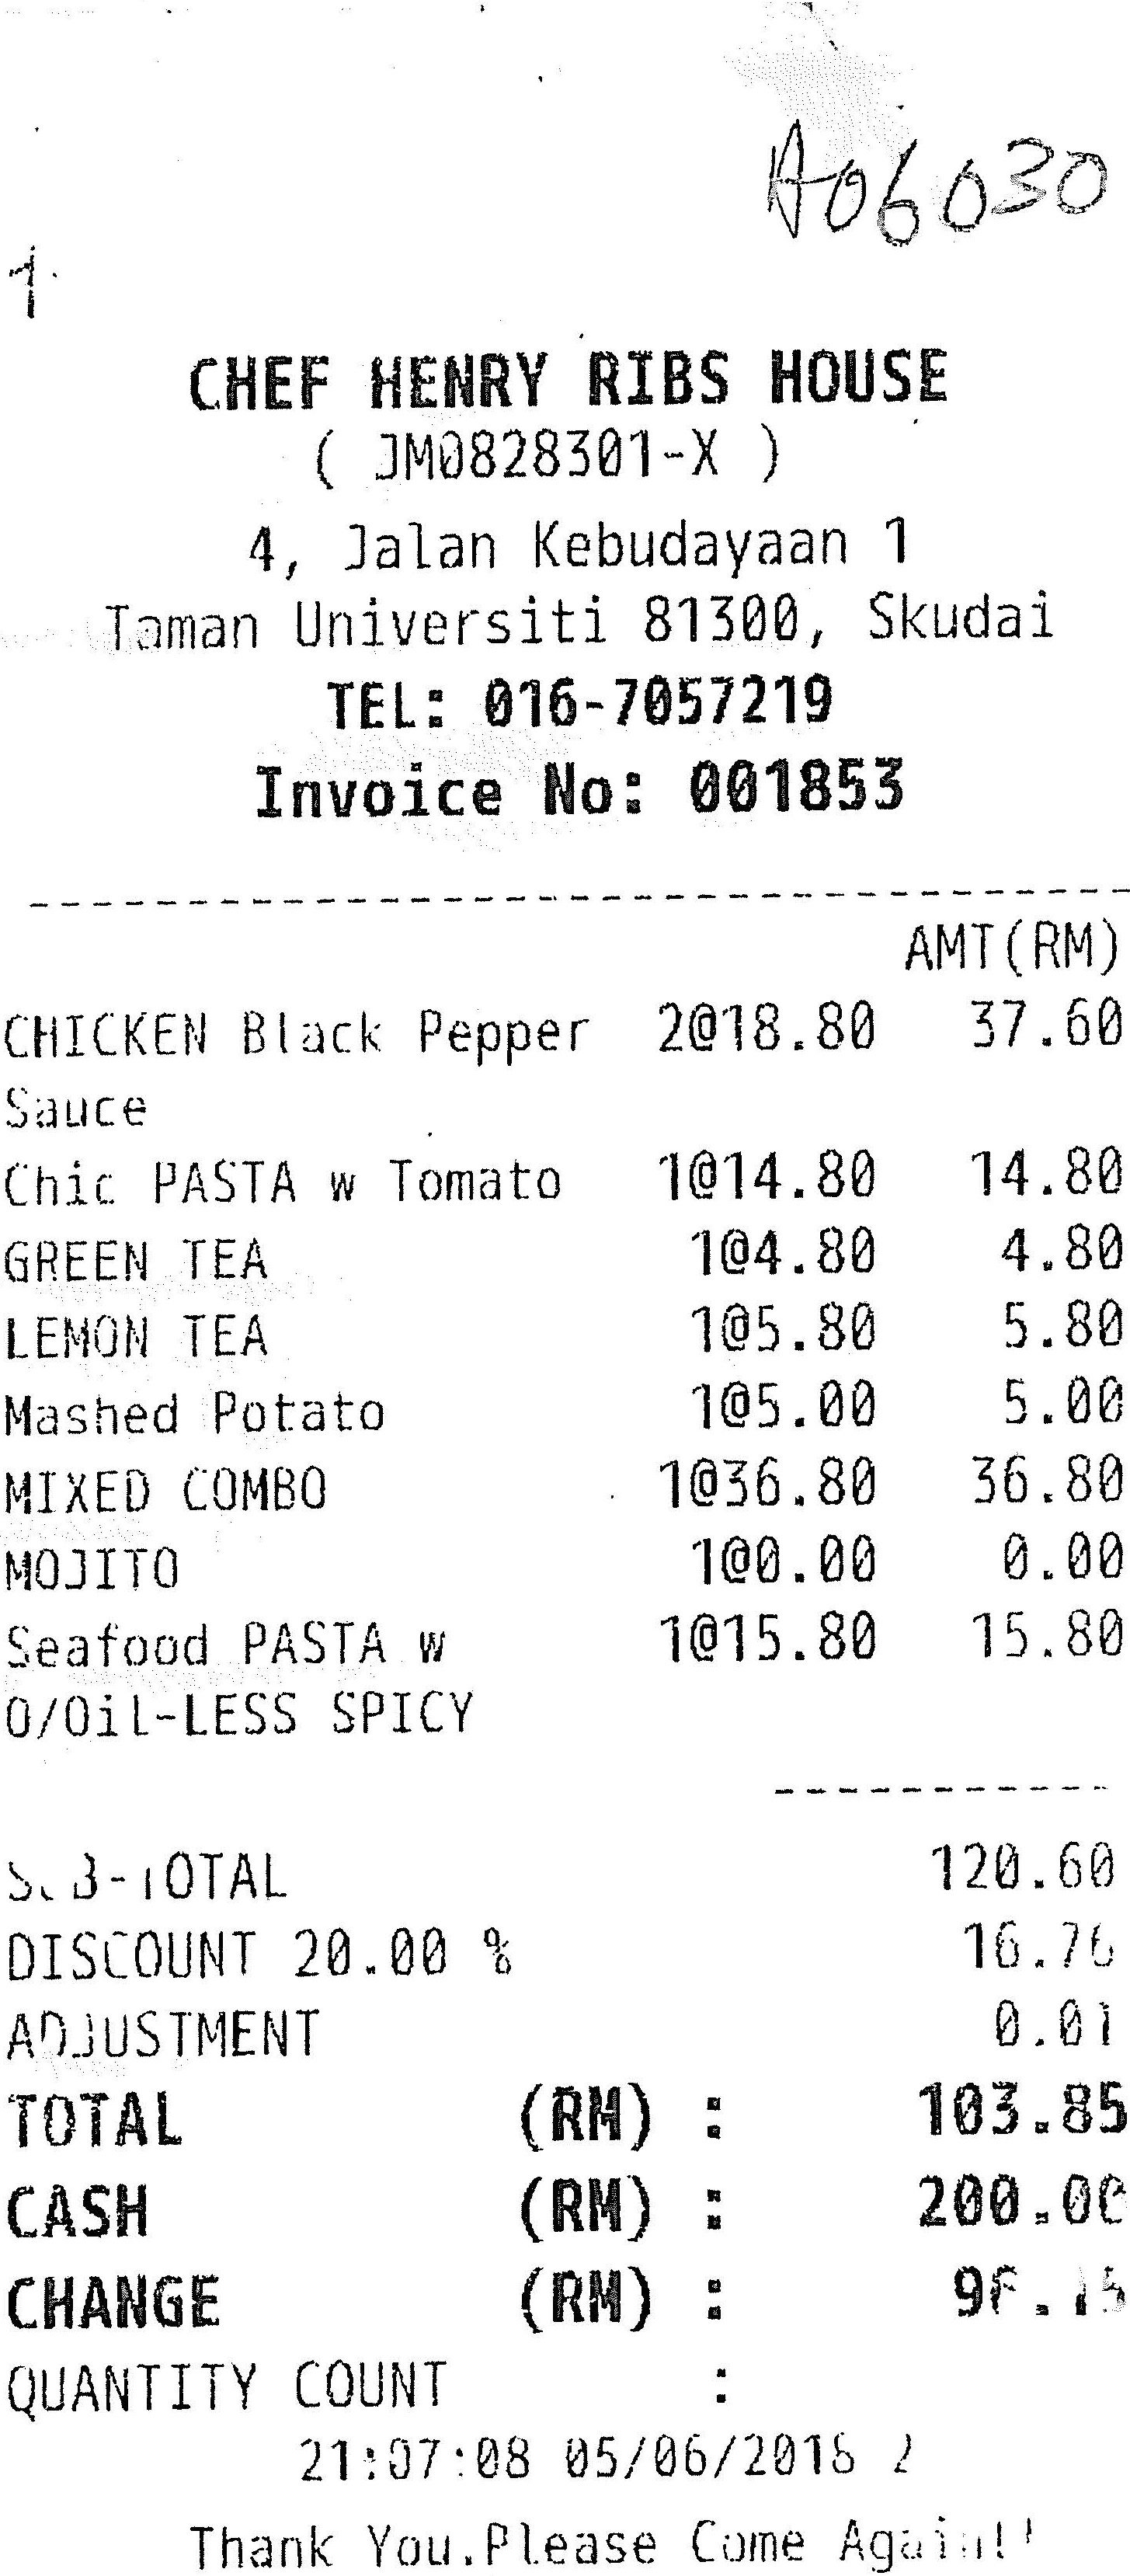 A06030
1
CHEF HENRY RIBS HOUSE
( JM0828301-X )
4, Jalan Kebudayaan 1
Taman Universiti 81300, Skudai
TEL: 016-7057219
Invoice No: 001853
AMT(RM)
CHICKEN Black Pepper 2@18.80 37.60
Sauce
Chic PASTA w Tomato 1@14.80 14.80
GREEN TEA 1@4.80 4.80
LEMON TEA 1@5.80 5.80
Mashed Potato 1@5.00 5.00
MIXED COMBO 1@36.80 36.80
MOJITO 1@0.00 0.00
Seafood PASTA w 1@15.80 15.80
O/Oil-LESS SPICY
SUB-TOTAL 120.60
DISCOUNT 20.00 % 16.76
ADJUSTMENT 0.01
TOTAL (RM) : 103.85
CASH (RM) : 200.00
CHANGE (RM) : 96.15
QUANTITY COUNT :
21:07:08 05/06/2018 2
Thank You.Please Come Again!!